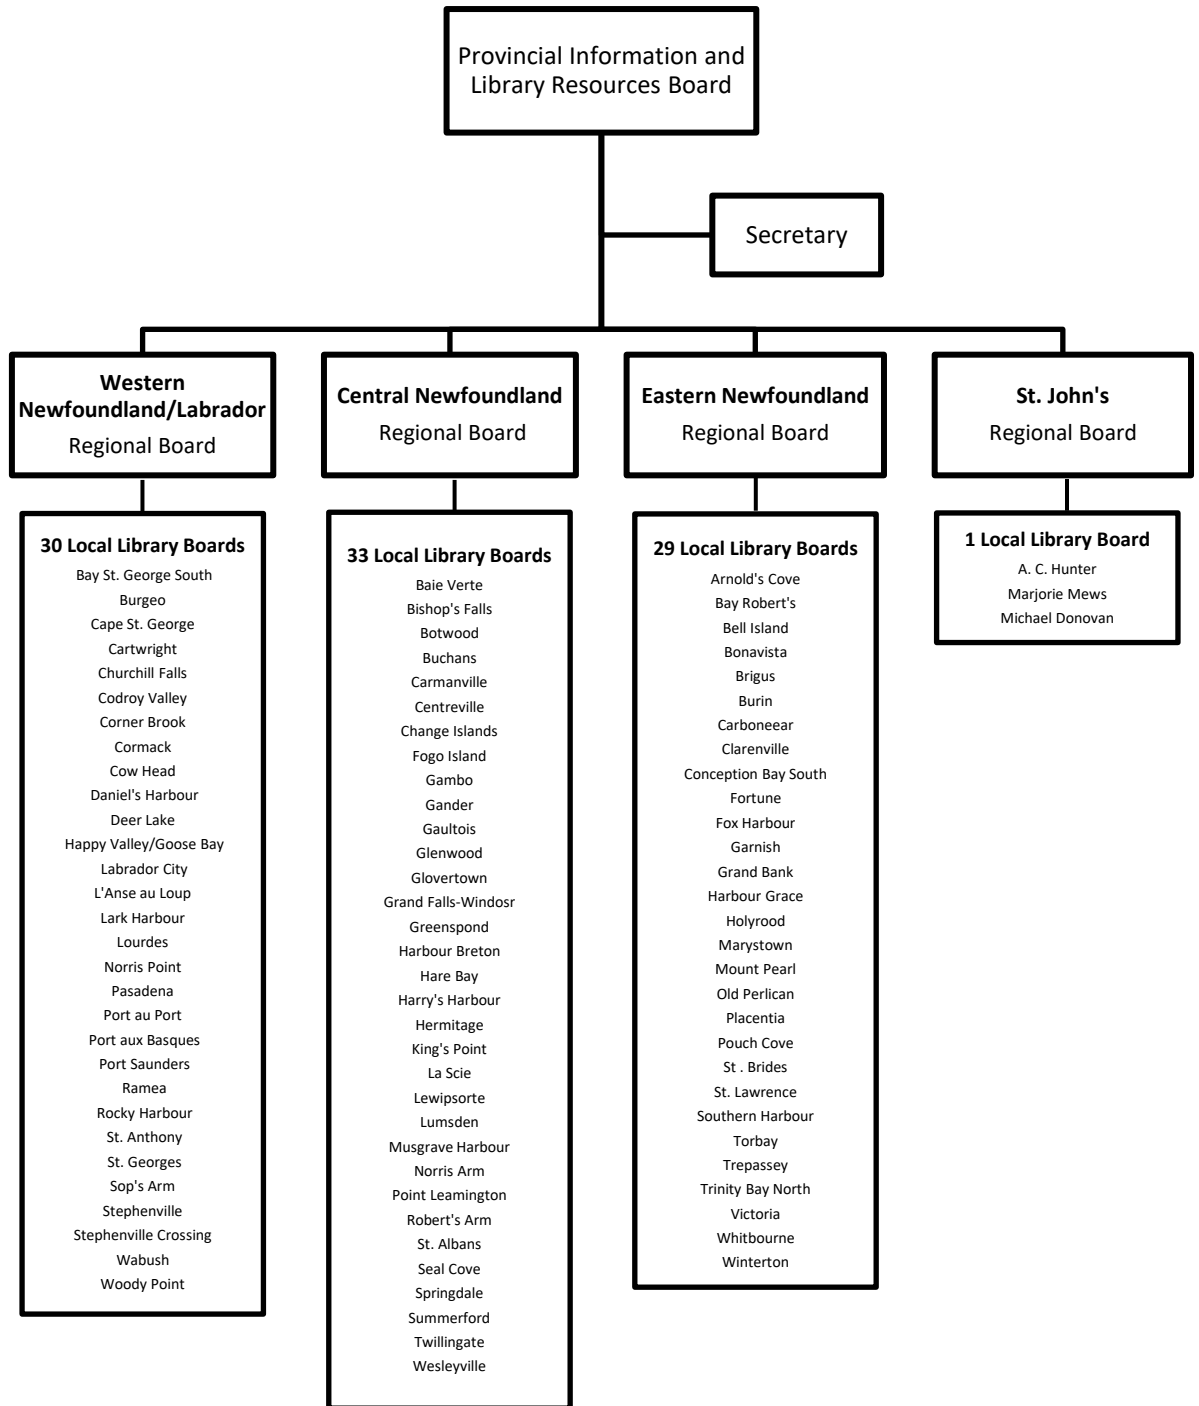 Provincial Information and
Library Resources Board
Secretary
Western
Newfoundland/Labrador
Regional Board
Central Newfoundland
Regional Board
Eastern Newfoundland
Regional Board
St. John's
Regional Board
30 Local Library Boards
Bay St. George South
Burgeo
Cape St. George
Cartwright
Churchill Falls
Codroy Valley
Corner Brook
Cormack
Cow Head
Daniel's Harbour
Deer Lake
Happy Valley/Goose Bay
Labrador City
L'Anse au Loup
Lark Harbour
Lourdes
Norris Point
Pasadena
Port au Port
Port aux Basques
Port Saunders
Ramea
Rocky Harbour
St. Anthony
St. Georges
Sop's Arm
Stephenville
Stephenville Crossing
Wabush
Woody Point
33 Local Library Boards
Baie Verte
Bishop's Falls
Botwood
Buchans
Carmanville
Centreville
Change Islands
Fogo Island
Gambo
Gander
Gaultois
Glenwood
Glovertown
Grand Falls-Windosr
Greenspond
Harbour Breton
Hare Bay
Harry's Harbour
Hermitage
King's Point
La Scie
Lewipsorte
Lumsden
Musgrave Harbour
Norris Arm
Point Leamington
Robert's Arm
St. Albans
Seal Cove
Springdale
Summerford
Twillingate
Wesleyville
29 Local Library Boards
Arnold's Cove
Bay Robert's
Bell Island
Bonavista
Brigus
Burin
Carboneear
Clarenville
Conception Bay South
Fortune
Fox Harbour
Garnish
Grand Bank
Harbour Grace
Holyrood
Marystown
Mount Pearl
Old Perlican
Placentia
Pouch Cove
St . Brides
St. Lawrence
Southern Harbour
Torbay
Trepassey
Trinity Bay North
Victoria
Whitbourne
Winterton
1 Local Library Board
A. C. Hunter
Marjorie Mews
Michael Donovan